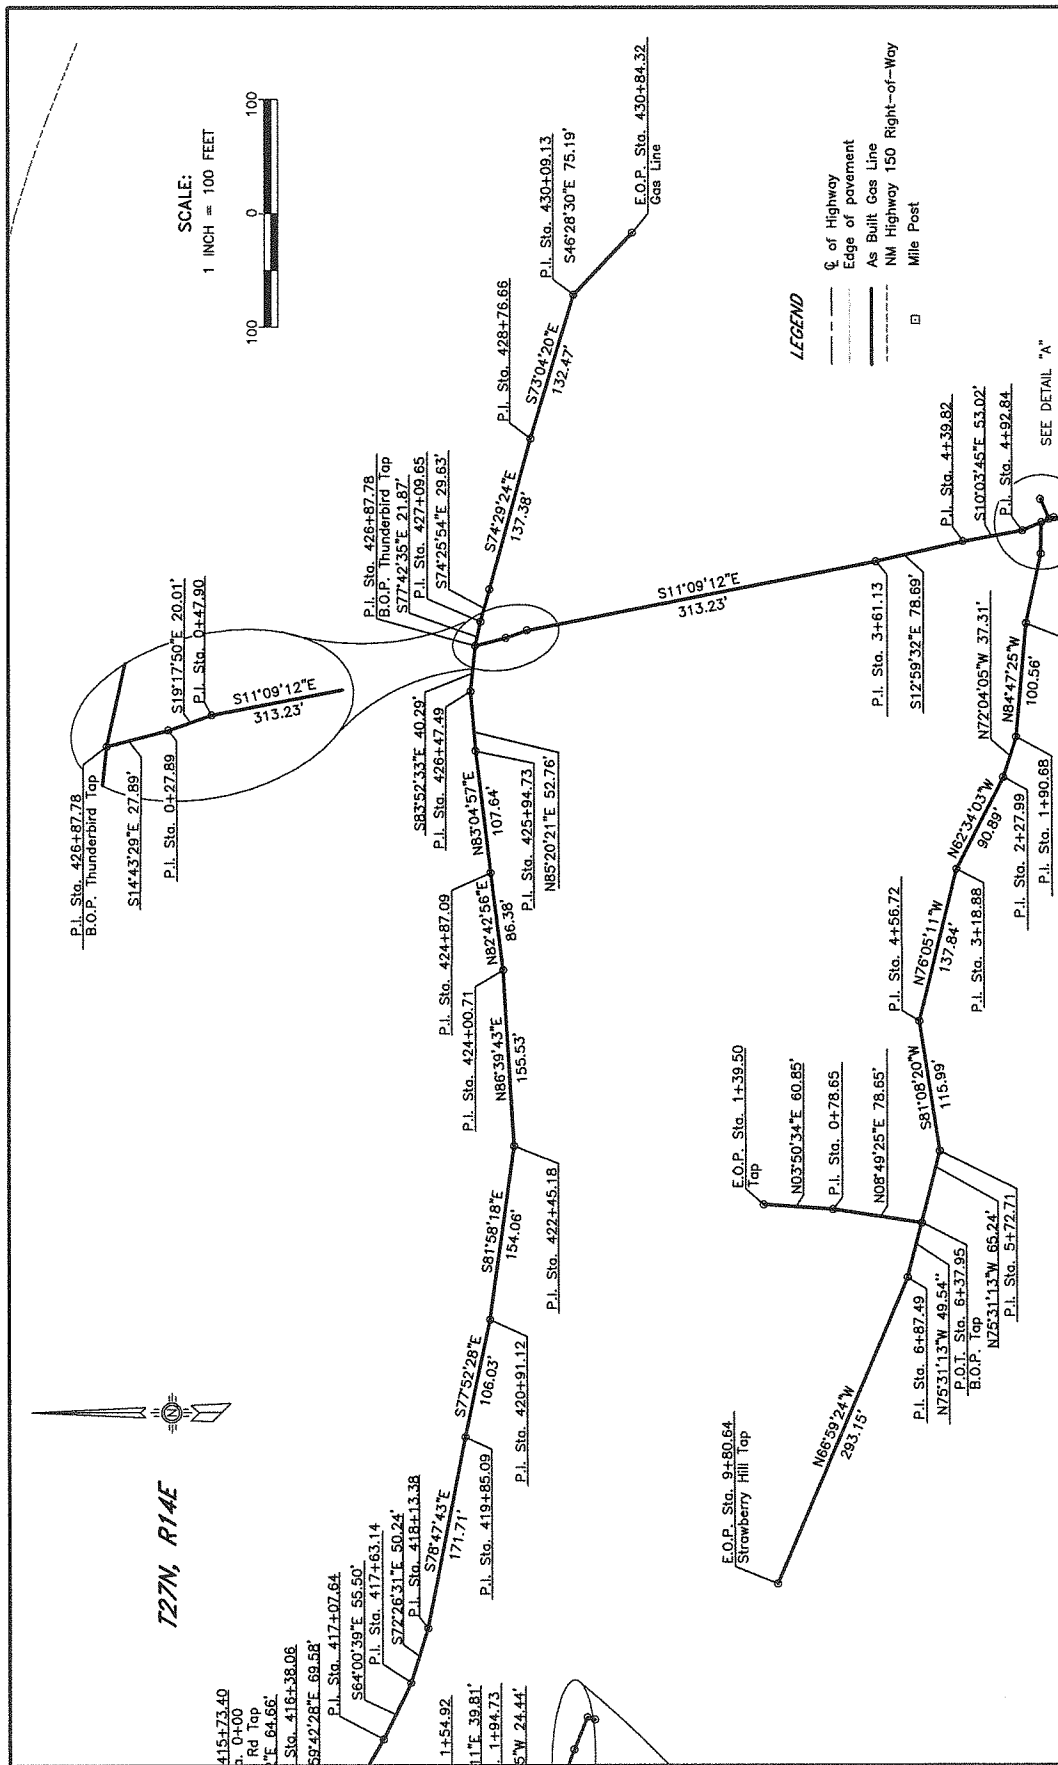 T27N, R14E
N
SCALE:
1 INCH = 100 FEET
100
0
100
415+73.40
0+00
Rd Tap
"E 64.66'
Sta. 416+38.06
59°42'28"E 69.58'
P.I. Sta. 417+07.64
S64°00'39"E 55.50'
P.I. Sta. 417+63.14
S72°26'31"E 50.24'
P.I. Sta. 418+13.38
S78°47'43"E
171.71'
P.I. Sta. 419+85.09
S77°52'28"E
106.03'
P.I. Sta. 420+91.12
S81°58'18"E
154.06'
P.I. Sta. 422+45.18
N86°39'43"E
155.53'
P.I. Sta. 424+00.71
N82°42'56"E
86.38'
P.I. Sta. 424+87.09
N83°04'57"E
107.64'
P.I. Sta. 425+94.73
N85°20'21"E 52.76'
P.I. Sta. 426+47.49
S83°52'33"E 40.29'
P.I. Sta. 426+87.78
B.O.P. Thunderbird Tap
S77°42'35"E 21.87'
P.I. Sta. 427+09.65
S74°25'54"E 29.63'
S74°29'24"E
137.38'
P.I. Sta. 428+76.66
S73°04'20"E
132.47'
P.I. Sta. 430+09.13
S46°28'30"E 75.19'
E.O.P. Sta. 430+84.32
Gas Line
P.I. Sta. 426+87.78
B.O.P. Thunderbird Tap
S14°43'29"E 27.89'
P.I. Sta. 0+27.89
S19°17'50"E 20.01'
P.I. Sta. 0+47.90
S11°09'12"E
313.23'
S11°09'12"E
313.23'
P.I. Sta. 3+61.13
S12°59'32"E 78.69'
P.I. Sta. 4+39.82
S10°03'45"E 53.02'
P.I. Sta. 4+92.84
SEE DETAIL "A"
LEGEND
℄ of Highway
Edge of pavement
As Built Gas Line
NM Highway 150 Right-of-Way
Mile Post
E.O.P. Sta. 9+80.64
Strawberry Hill Tap
N66°59'24"W
293.15'
P.I. Sta. 6+87.49
N75°31'13"W 49.54"
P.O.T. Sta. 6+37.95
B.O.P. Tap
N75°31'13"W 65.24'
P.I. Sta. 5+72.71
E.O.P. Sta. 1+39.50
Tap
N03°50'34"E 60.85'
P.I. Sta. 0+78.65
N08°49'25"E 78.65'
S81°08'20"W
115.99'
P.I. Sta. 4+56.72
N76°05'11"W
137.84'
P.I. Sta. 3+18.88
N62°34'03"W
90.89'
P.I. Sta. 2+27.99
N72°04'05"W 37.31'
P.I. Sta. 1+90.68
N84°47'25"W
100.56'
1+54.92
11"E 39.81'
1+94.73
5"W 24.44'